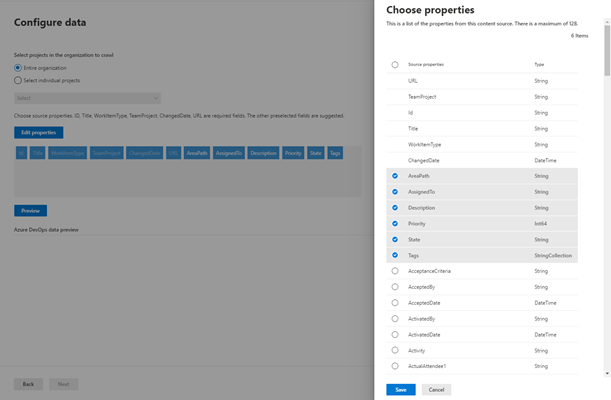 Configure data
Select projects in the organization to crawl
Entire organization
Select individual projects
Select
Choose source properties. ID, Title, WorkItemType, TeamProject, ChangedDate, URL are required fields. The other preselected fields are suggested.
Edit properties
Id Title WorkItemType TeamProject ChangedDate URL AreaPath AssignedTo Description Priority State Tags
Preview
Azure DevOps data preview
Back Next
Choose properties
This is a list of the properties from this content source. There is a maximum of 128.
6 Items
Source properties Type
URL String
TeamProject String
Id String
Title String
WorkItemType String
ChangedDate DateTime
AreaPath String
AssignedTo String
Description String
Priority Int64
State String
Tags StringCollection
AcceptanceCriteria String
AcceptedBy String
AcceptedDate DateTime
ActivatedBy String
ActivatedDate DateTime
Activity String
ActualAttendee1 String
Save Cancel